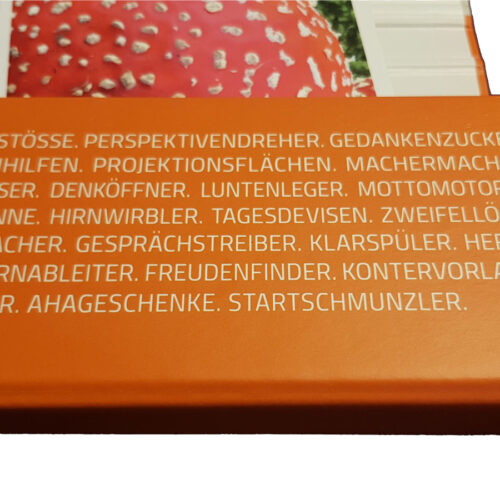 STÖSSE. PERSPEKTIVENDREHER. GEDANKENZUCKE
HILFEN. PROJEKTIONSFLÄCHEN. MACHERMACH
SER. DENKÖFFNER. LUNTENLEGER. MOTTOMOTOR
NNE. HIRNWIRBLER. TAGESDEVISEN. ZWEIFELLÖ
ACHER. GESPRÄCHSTREIBER. KLARSPÜLER. HE
RNABLEITER. FREUDENFINDER. KONTERVORLA
R. AHAGESCHENKE. STARTSCHMUNZLER.